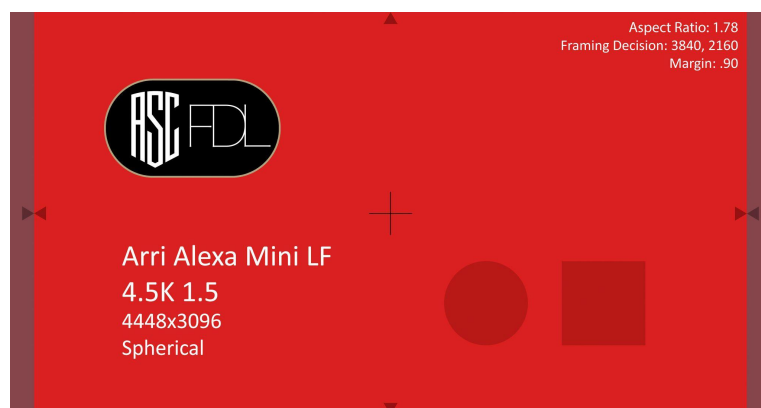 Aspect Ratio: 1.78
Framing Decision: 3840, 2160
Margin: .90
ASC FDL
Arri Alexa Mini LF
4.5K 1.5
4448x3096
Spherical